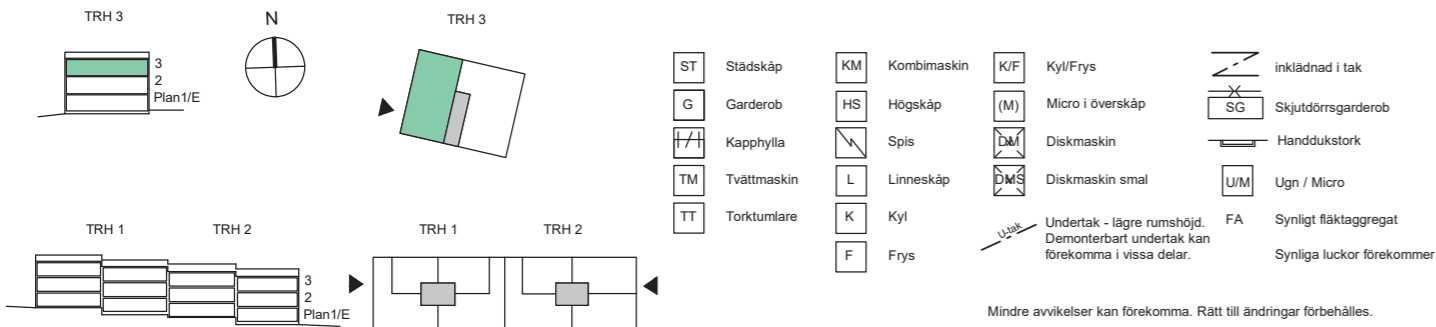 TRH 3
3
2
Plan1/E
N
TRH 3
TRH 1
TRH 2
3
2
Plan1/E
TRH 1
TRH 2
ST Städskåp
G Garderob
Kapphylla
TM Tvättmaskin
TT Torktumlare
KM Kombimaskin
HS Högskåp
Spis
L Linneskåp
K Kyl
F Frys
K/F Kyl/Frys
(M) Micro i överskåp
DM Diskmaskin
DMS Diskmaskin smal
U-tak Undertak - lägre rumshöjd.
Demonterbart undertak kan
förekomma i vissa delar.
inklädnad i tak
SG Skjutdörrsgarderob
Handdukstork
U/M Ugn / Micro
FA Synligt fläktaggregat
Synliga luckor förekommer
Mindre avvikelser kan förekomma. Rätt till ändringar förbehålles.